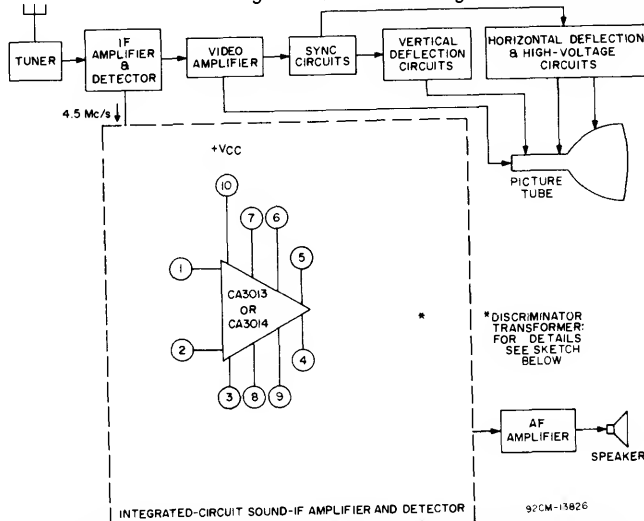 TUNER
IF
AMPLIFIER
&
DETECTOR
VIDEO
AMPLIFIER
SYNC
CIRCUITS
VERTICAL
DEFLECTION
CIRCUITS
HORIZONTAL DEFLECTION
& HIGH-VOLTAGE
CIRCUITS
4.5 Mc/s
PICTURE
TUBE
+VCC
10
7
6
5
1
CA3013
OR
CA3014
2
4
3
8
9
*
*DISCRIMINATOR
TRANSFORMER:
FOR DETAILS
SEE SKETCH
BELOW
AF
AMPLIFIER
SPEAKER
INTEGRATED-CIRCUIT SOUND-IF AMPLIFIER AND DETECTOR
92CM-13826